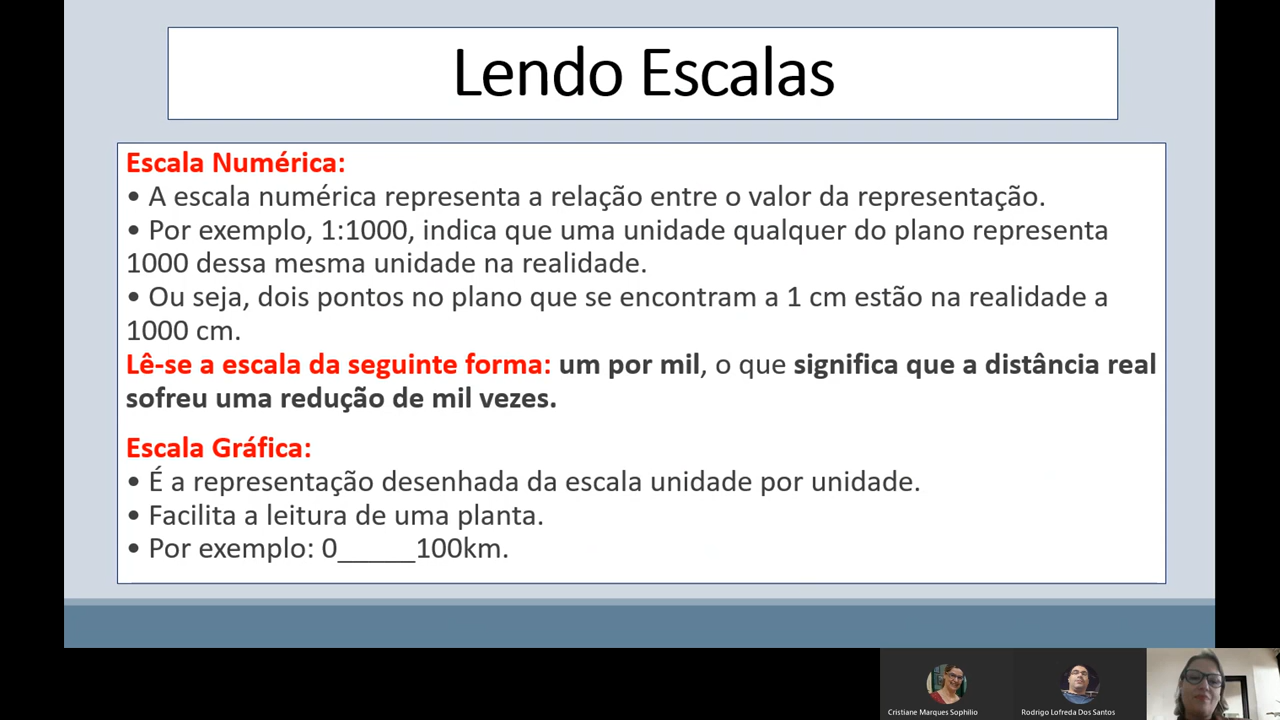 Lendo Escalas
Escala Numérica:
• A escala numérica representa a relação entre o valor da representação.
• Por exemplo, 1:1000, indica que uma unidade qualquer do plano representa
1000 dessa mesma unidade na realidade.
• Ou seja, dois pontos no plano que se encontram a 1 cm estão na realidade a
1000 cm.
Lê-se a escala da seguinte forma: um por mil, o que significa que a distância real
sofreu uma redução de mil vezes.
Escala Gráfica:
• É a representação desenhada da escala unidade por unidade.
• Facilita a leitura de uma planta.
• Por exemplo: 0_____100km.
Cristiane Marques Sophilio
Rodrigo Lofreda Dos Santos